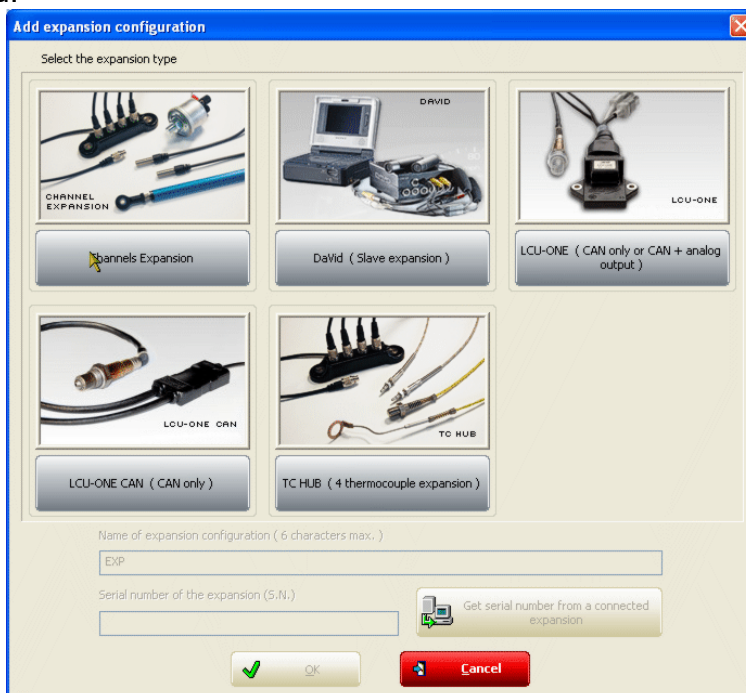 Add expansion configuration
Select the expansion type
CHANNEL
EXPANSION
DAVID
LCU-ONE
Channels Expansion
DaVid ( Slave expansion )
LCU-ONE ( CAN only or CAN + analog
output )
LCU-ONE CAN
TC HUB
LCU-ONE CAN ( CAN only )
TC HUB ( 4 thermocouple expansion )
Name of expansion configuration ( 6 characters max. )
EXP
Serial number of the expansion (S.N.)
Get serial number from a connected
expansion
OK
Cancel